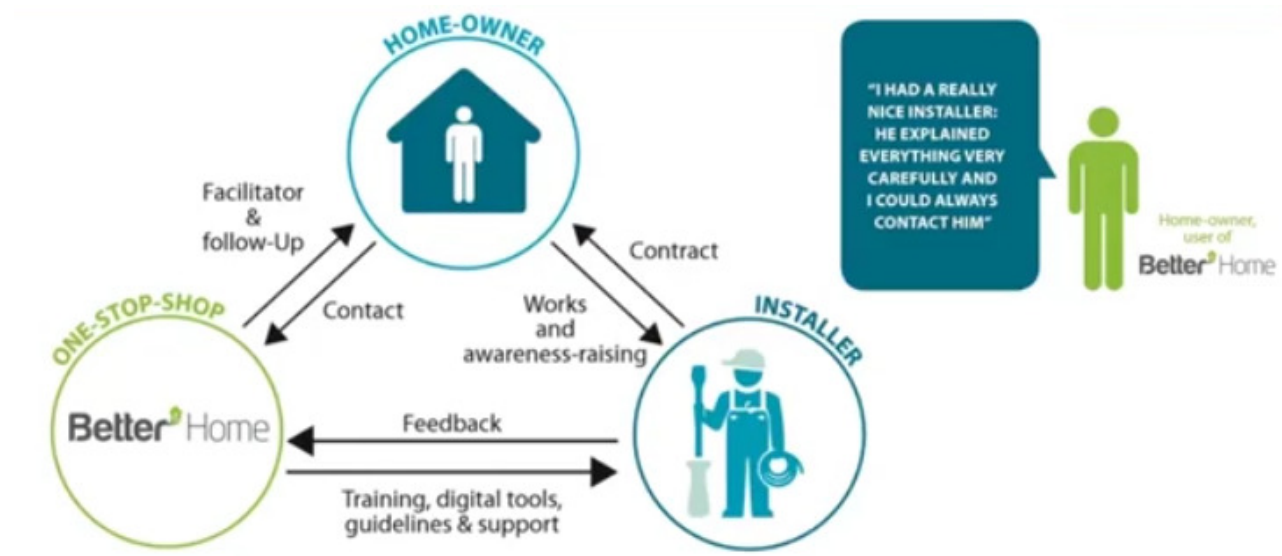 HOME-OWNER
Facilitator
&
follow-Up
Contact
Contract
Works
and
awareness-raising
ONE-STOP-SHOP
Better Home
INSTALLER
Feedback
Training, digital tools,
guidelines & support
"I HAD A REALLY
NICE INSTALLER:
HE EXPLAINED
EVERYTHING VERY
CAREFULLY AND
I COULD ALWAYS
CONTACT HIM"
Home-owner,
user of
Better Home